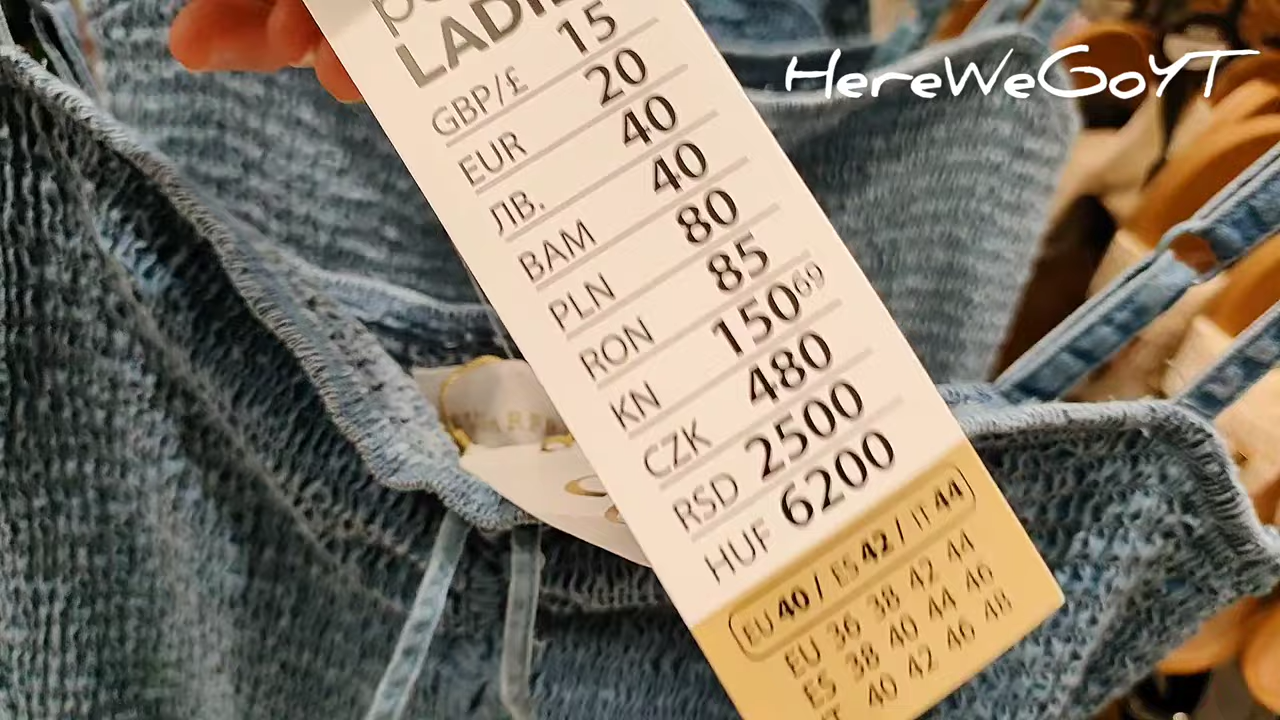 HereWeGoYT
LADIE
GBP/£ 15
EUR 20
ЛВ. 40
BAM 40
PLN 80
RON 85
KN 150⁶⁹
CZK 480
RSD 2500
HUF 6200
EU 40 / ES 42 / IT 44
EU 36 38 42 44
ES 38 40 44 46
40 42 46 48